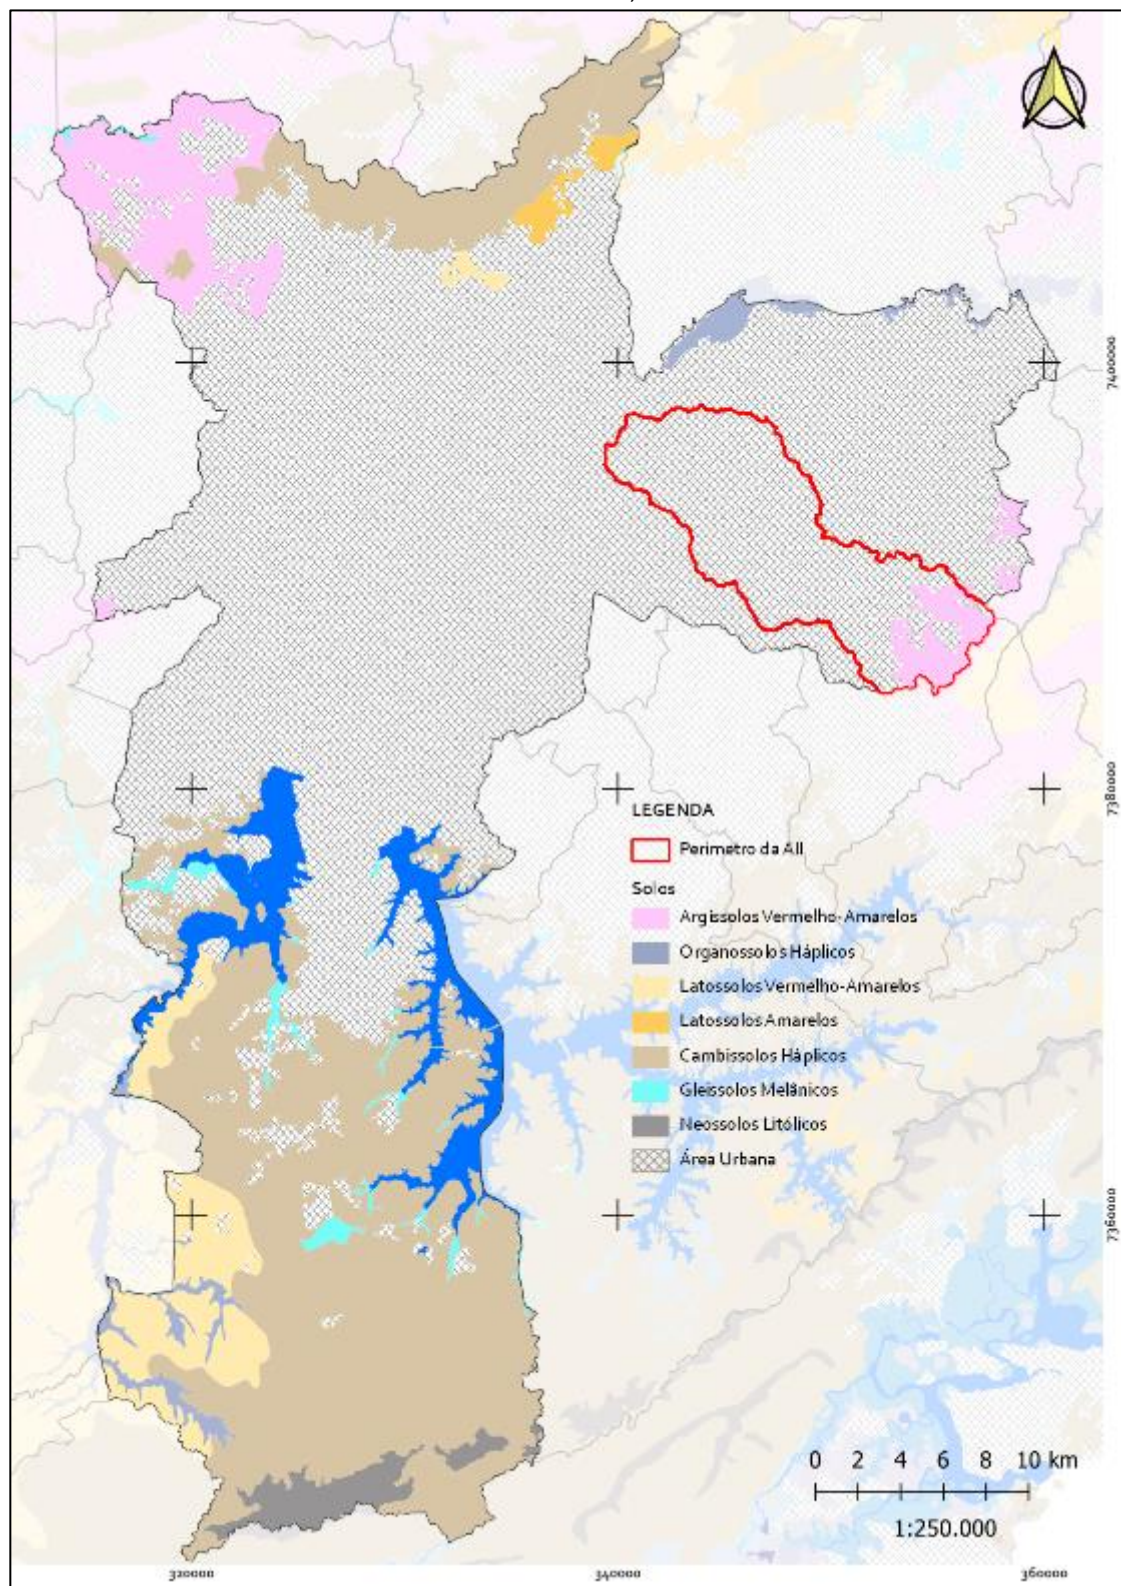 7400000
7380000
LEGENDA
Perímetro da AII
Solos
Argissolos Vermelho-Amarelos
Organossolos Háplicos
Latossolos Vermelho-Amarelos
Latossolos Amarelos
Cambissolos Háplicos
Gleissolos Melânicos
Neossolos Litólicos
Área Urbana
7360000
0 2 4 6 8 10 km
1:250.000
320000 340000 360000